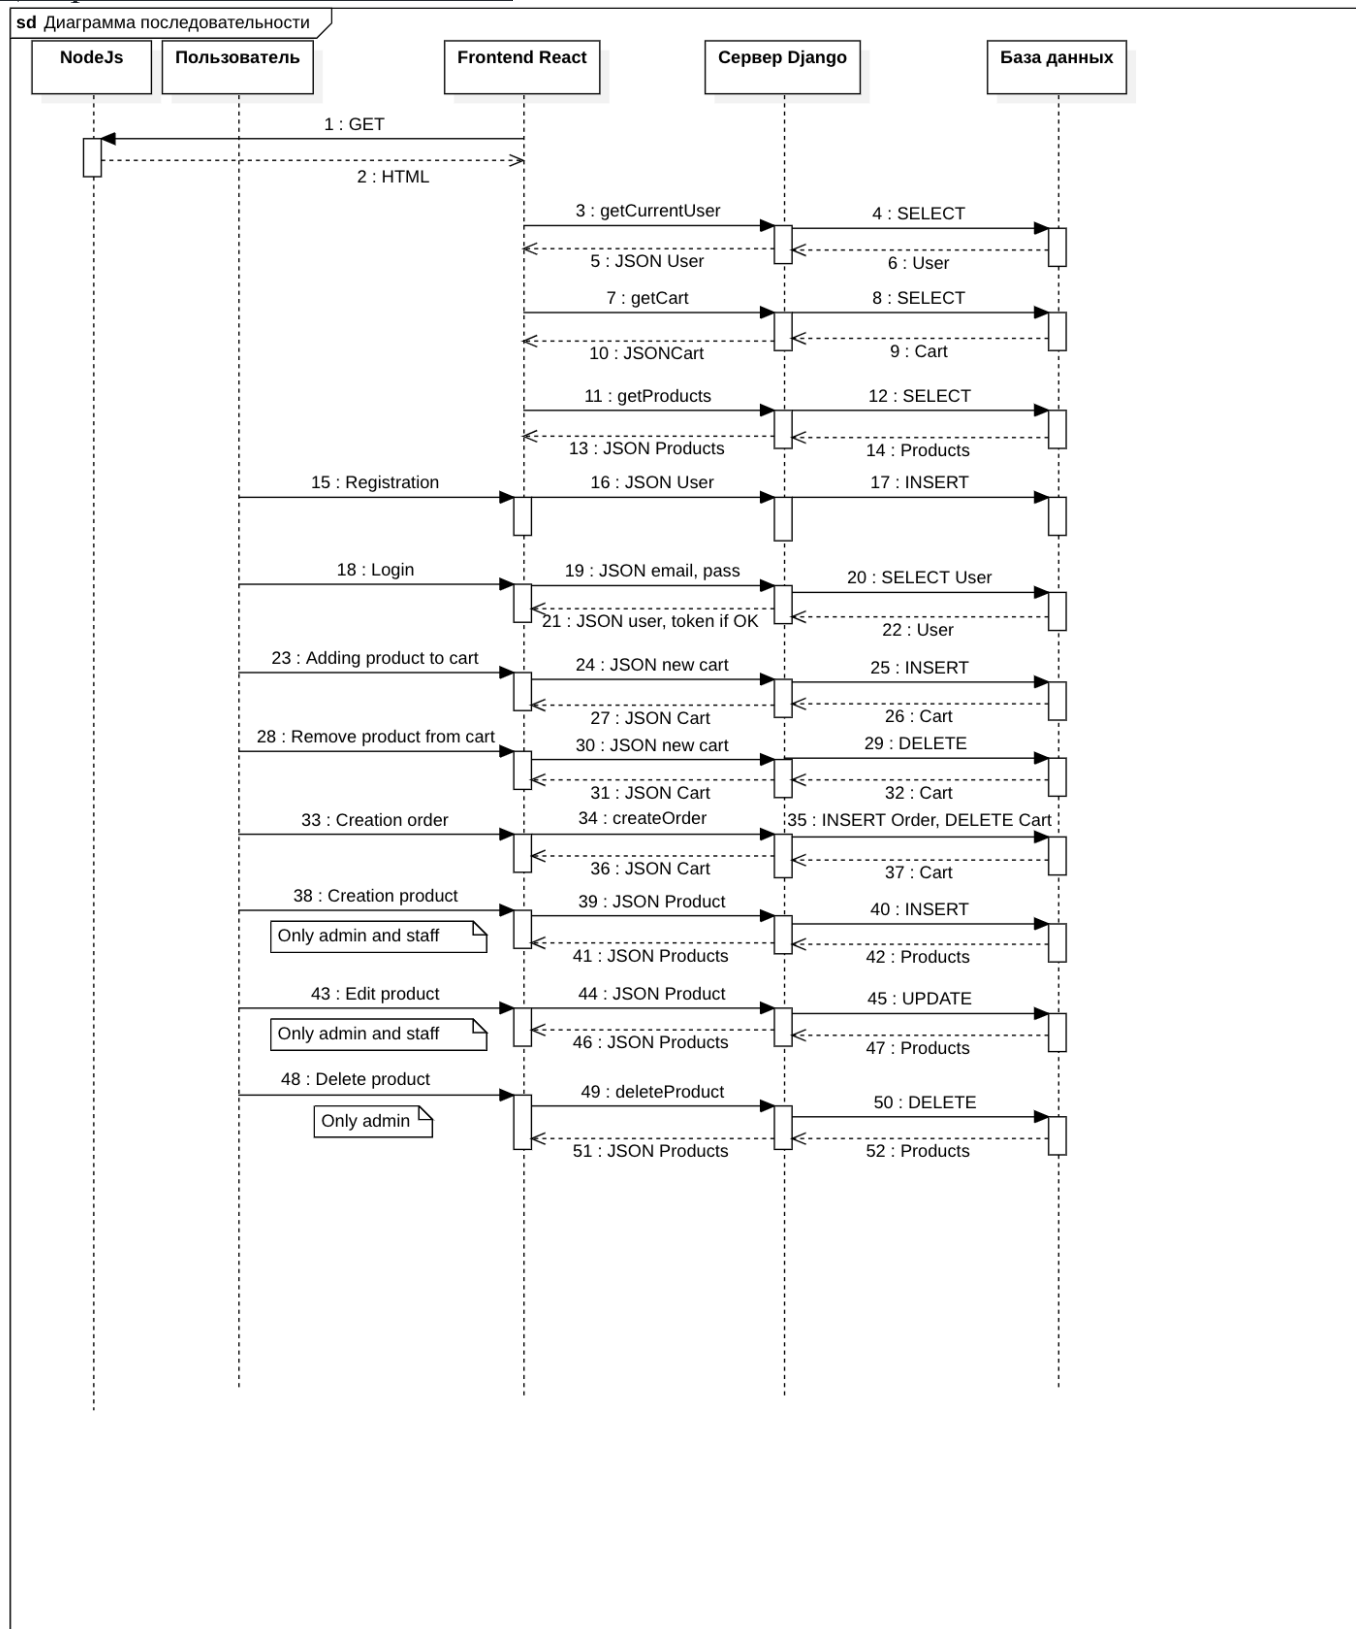 sd Диаграмма последовательности
NodeJs
Пользователь
Frontend React
Сервер Django
База данных
1 : GET
2 : HTML
3 : getCurrentUser
4 : SELECT
5 : JSON User
6 : User
7 : getCart
8 : SELECT
10 : JSONCart
9 : Cart
11 : getProducts
12 : SELECT
13 : JSON Products
14 : Products
15 : Registration
16 : JSON User
17 : INSERT
18 : Login
19 : JSON email, pass
20 : SELECT User
21 : JSON user, token if OK
22 : User
23 : Adding product to cart
24 : JSON new cart
25 : INSERT
27 : JSON Cart
26 : Cart
28 : Remove product from cart
30 : JSON new cart
29 : DELETE
31 : JSON Cart
32 : Cart
33 : Creation order
34 : createOrder
35 : INSERT Order, DELETE Cart
36 : JSON Cart
37 : Cart
38 : Creation product
39 : JSON Product
40 : INSERT
Only admin and staff
41 : JSON Products
42 : Products
43 : Edit product
44 : JSON Product
45 : UPDATE
Only admin and staff
46 : JSON Products
47 : Products
48 : Delete product
49 : deleteProduct
50 : DELETE
Only admin
51 : JSON Products
52 : Products